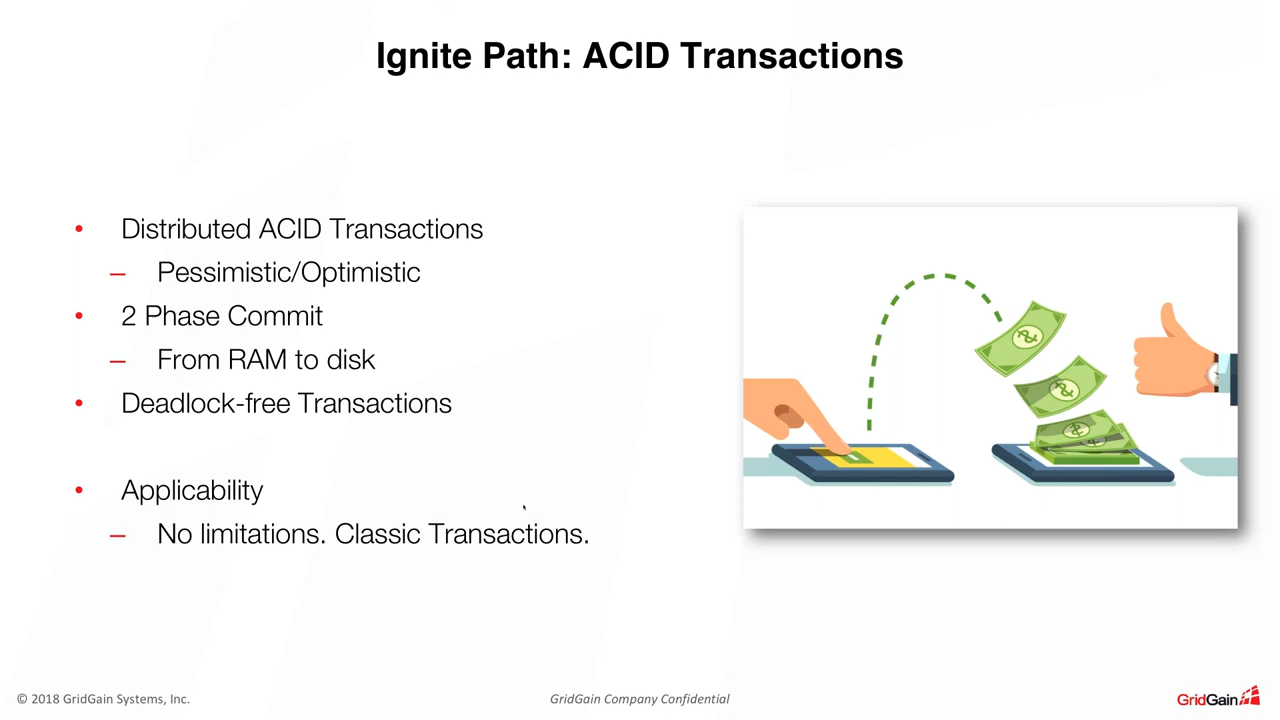 Ignite Path: ACID Transactions
• Distributed ACID Transactions
– Pessimistic/Optimistic
• 2 Phase Commit
– From RAM to disk
• Deadlock-free Transactions
• Applicability
– No limitations. Classic Transactions.
© 2018 GridGain Systems, Inc.
GridGain Company Confidential
GridGain